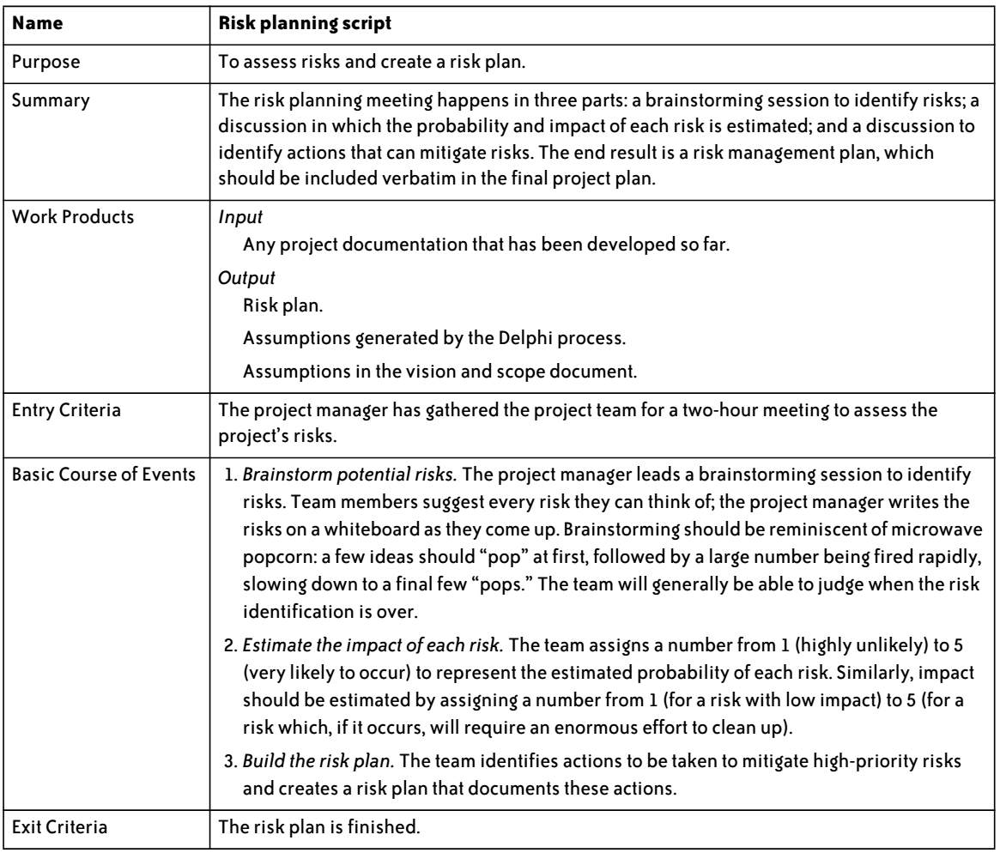 Name
Risk planning script
Purpose
To assess risks and create a risk plan.
Summary
The risk planning meeting happens in three parts: a brainstorming session to identify risks; a
discussion in which the probability and impact of each risk is estimated; and a discussion to
identify actions that can mitigate risks. The end result is a risk management plan, which
should be included verbatim in the final project plan.
Work Products
Input
Any project documentation that has been developed so far.
Output
Risk plan.
Assumptions generated by the Delphi process.
Assumptions in the vision and scope document.
Entry Criteria
The project manager has gathered the project team for a two-hour meeting to assess the
project’s risks.
Basic Course of Events
1. Brainstorm potential risks. The project manager leads a brainstorming session to identify
risks. Team members suggest every risk they can think of; the project manager writes the
risks on a whiteboard as they come up. Brainstorming should be reminiscent of microwave
popcorn: a few ideas should “pop” at first, followed by a large number being fired rapidly,
slowing down to a final few “pops.” The team will generally be able to judge when the risk
identification is over.
2. Estimate the impact of each risk. The team assigns a number from 1 (highly unlikely) to 5
(very likely to occur) to represent the estimated probability of each risk. Similarly, impact
should be estimated by assigning a number from 1 (for a risk with low impact) to 5 (for a
risk which, if it occurs, will require an enormous effort to clean up).
3. Build the risk plan. The team identifies actions to be taken to mitigate high-priority risks
and creates a risk plan that documents these actions.
Exit Criteria
The risk plan is finished.